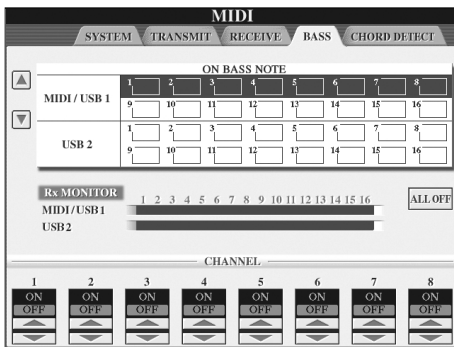 MIDI
SYSTEM TRANSMIT RECEIVE BASS CHORD DETECT
ON BASS NOTE
1 2 3 4 5 6 7 8
MIDI / USB 1
9 10 11 12 13 14 15 16
1 2 3 4 5 6 7 8
USB 2
9 10 11 12 13 14 15 16
Rx MONITOR 1 2 3 4 5 6 7 8 9 10 11 12 13 14 15 16 ALL OFF
MIDI / USB1
USB2
CHANNEL
1 2 3 4 5 6 7 8
ON ON ON ON ON ON ON ON
OFF OFF OFF OFF OFF OFF OFF OFF